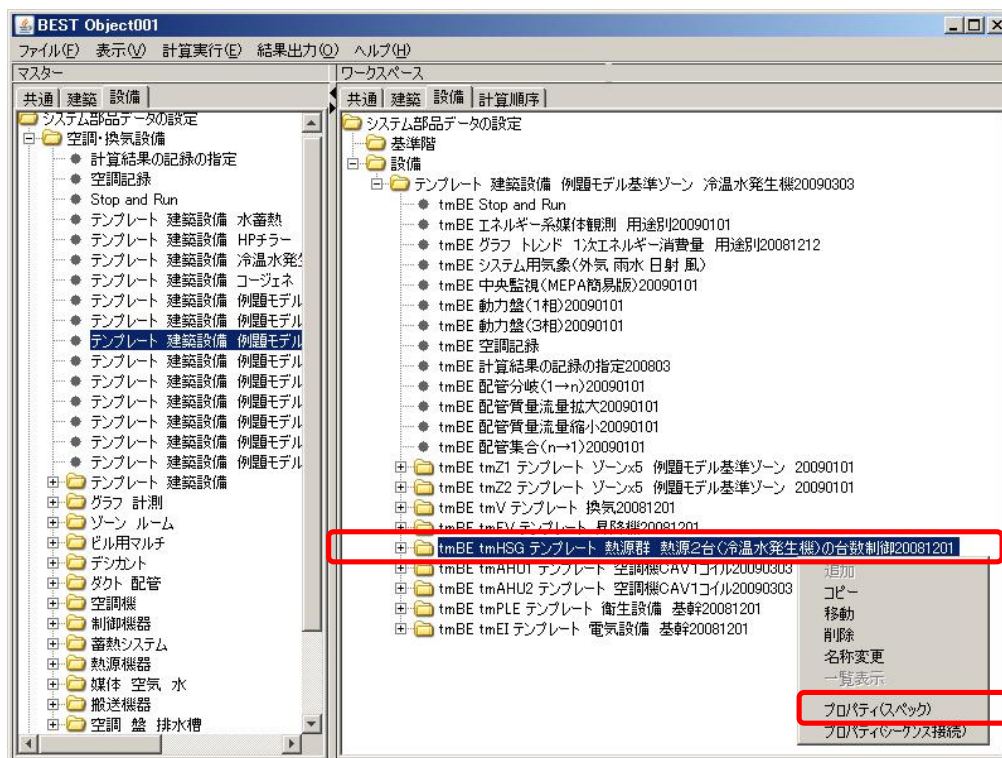 BEST Object001
ファイル(F) 表示(V) 計算実行(E) 結果出力(O) ヘルプ(H)
マスター
共通 建築 設備
システム部品データの設定
空調・換気設備
計算結果の記録の指定
空調記録
Stop and Run
テンプレート 建築設備 水蓄熱
テンプレート 建築設備 HPチラー
テンプレート 建築設備 冷温水発生
テンプレート 建築設備 コージェネ
テンプレート 建築設備 例題モデル
テンプレート 建築設備 例題モデル
テンプレート 建築設備 例題モデル
テンプレート 建築設備 例題モデル
テンプレート 建築設備 例題モデル
テンプレート 建築設備 例題モデル
テンプレート 建築設備 例題モデル
テンプレート 建築設備 例題モデル
テンプレート 建築設備 例題モデル
テンプレート 建築設備
グラフ 計測
ゾーン ルーム
ビル用マルチ
デシカント
ダクト 配管
空調機
制御機器
蓄熱システム
熱源機器
媒体 空気 水
搬送機器
空調 盤 排水槽
ワークスペース
共通 建築 設備 計算順序
システム部品データの設定
基準階
設備
テンプレート 建築設備 例題モデル基準ゾーン 冷温水発生機20090303
tmBE Stop and Run
tmBE エネルギー系媒体観測 用途別20090101
tmBE グラフ トレンド 1次エネルギー消費量 用途別20081212
tmBE システム用気象(外気 雨水 日射 風)
tmBE 中央監視(MEPA簡易版)20090101
tmBE 動力盤(1相)20090101
tmBE 動力盤(3相)20090101
tmBE 空調記録
tmBE 計算結果の記録の指定200803
tmBE 配管分岐(1→n)20090101
tmBE 配管質量流量拡大20090101
tmBE 配管質量流量縮小20090101
tmBE 配管集合(n→1)20090101
tmBE tmZ1 テンプレート ゾーンx5 例題モデル基準ゾーン 20090101
tmBE tmZ2 テンプレート ゾーンx5 例題モデル基準ゾーン 20090101
tmBE tmV テンプレート 換気20081201
tmBE tmEV テンプレート 昇降機20081201
tmBE tmHSG テンプレート 熱源群 熱源2台(冷温水発生機)の台数制御20081201
tmBE tmAHU1 テンプレート 空調機CAV1コイル20090303
tmBE tmAHU2 テンプレート 空調機CAV1コイル20090303
tmBE tmPLE テンプレート 衛生設備 基幹20081201
tmBE tmEI テンプレート 電気設備 基幹20081201
追加
コピー
移動
削除
名称変更
一覧表示
プロパティ(スペック)
プロパティ(シーケンス接続)